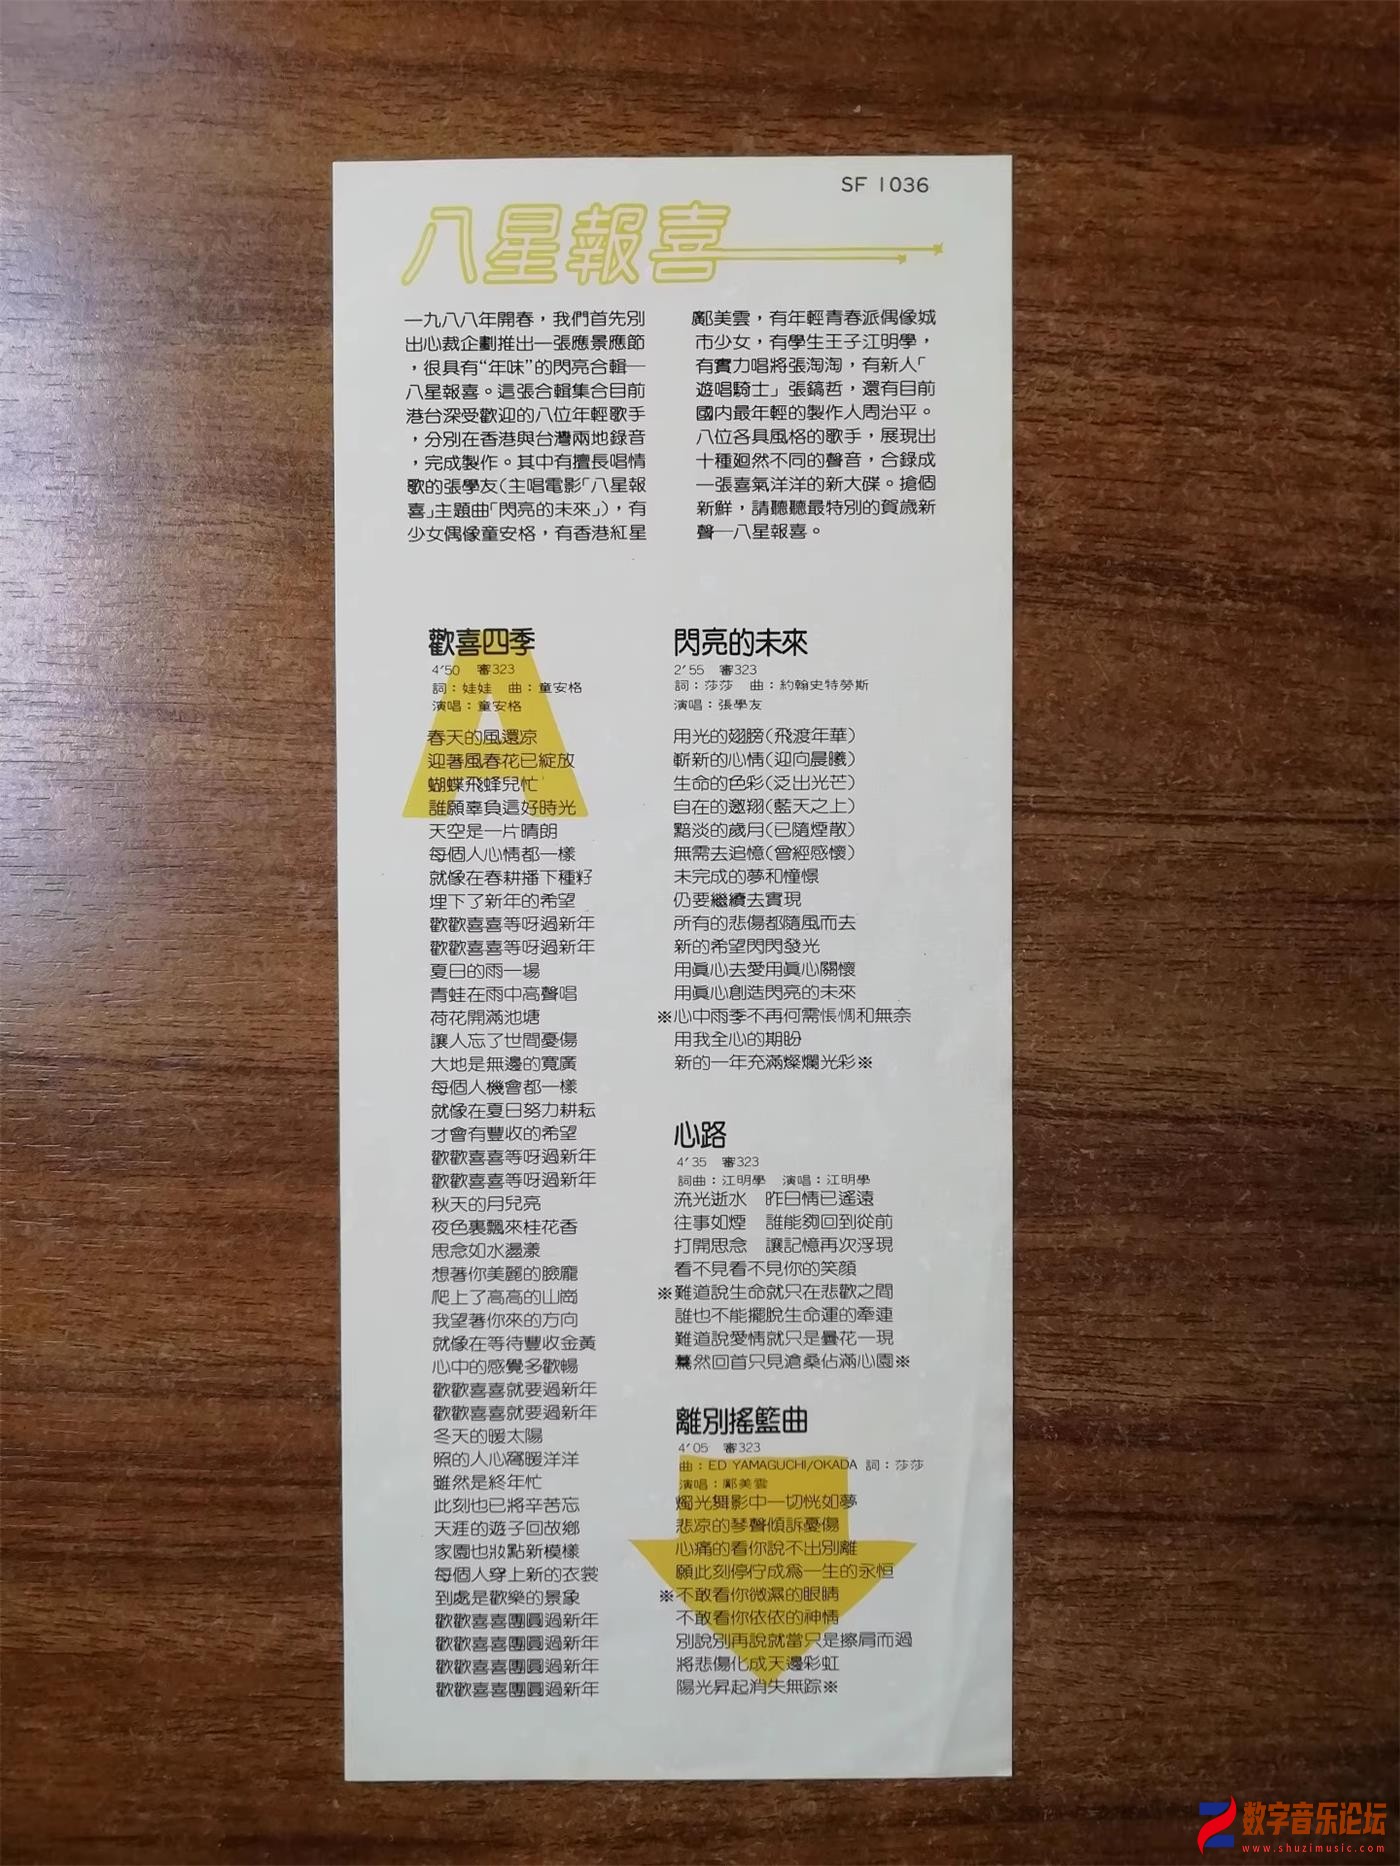 SF 1036
八星報喜
一九八八年開春，我們首先別
出心裁企劃推出一張應景應節
，很具有“年味”的閃亮合輯—
八星報喜。這張合輯集合目前
港台深受歡迎的八位年輕歌手
，分別在香港與台灣兩地錄音
，完成製作。其中有擅長唱情
歌的張學友(主唱電影「八星報
喜」主題曲「閃亮的未來」)，有
少女偶像童安格，有香港紅星
鄺美雲，有年輕青春派偶像城
市少女，有學生王子江明學，
有實力唱將張淘淘，有新人「
遊唱騎士」張鎬哲，還有目前
國内最年輕的製作人周治平。
八位各具風格的歌手，展現出
十種廻然不同的聲音，合錄成
一張喜氣洋洋的新大碟。搶個
新鮮，請聽聽最特別的賀歲新
聲—八星報喜。
歡喜四季
4'50 審323
詞：娃娃 曲：童安格
演唱：童安格
春天的風還凉
迎著風春花已綻放
蝴蝶飛蜂兒忙
誰願辜負這好時光
天空是一片晴朗
每個人心情都一樣
就像在春耕播下種籽
埋下了新年的希望
歡歡喜喜等呀過新年
歡歡喜喜等呀過新年
夏日的雨一場
青蛙在雨中高聲唱
荷花開滿池塘
讓人忘了世間憂傷
大地是無邊的寬廣
每個人機會都一樣
就像在夏日努力耕耘
才會有豐收的希望
歡歡喜喜等呀過新年
歡歡喜喜等呀過新年
秋天的月兒亮
夜色裏飄來桂花香
思念如水盪漾
想著你美麗的臉龐
爬上了高高的山崗
我望著你來的方向
就像在等待豐收金黃
心中的感覺多歡暢
歡歡喜喜就要過新年
歡歡喜喜就要過新年
冬天的暖太陽
照的人心窩暖洋洋
雖然是終年忙
此刻也已將辛苦忘
天涯的遊子回故鄉
家園也妝點新模樣
每個人穿上新的衣裳
到處是歡樂的景象
歡歡喜喜團圓過新年
歡歡喜喜團圓過新年
歡歡喜喜團圓過新年
歡歡喜喜團圓過新年
閃亮的未來
2'55 審323
詞：莎莎 曲：約翰史特勞斯
演唱：張學友
用光的翅膀(飛渡年華)
嶄新的心情(迎向晨曦)
生命的色彩(泛出光芒)
自在的遨翔(藍天之上)
黯淡的歲月(已隨煙散)
無需去追憶(曾經感懷)
未完成的夢和憧憬
仍要繼續去實現
所有的悲傷都隨風而去
新的希望閃閃發光
用眞心去愛用眞心關懷
用眞心創造閃亮的未來
※心中雨季不再何需悵惆和無奈
用我全心的期盼
新的一年充滿燦爛光彩※
心路
4'35 審323
詞曲：江明學 演唱：江明學
流光逝水 昨日情已遙遠
往事如煙 誰能夠回到從前
打開思念 讓記憶再次浮現
看不見看不見你的笑顔
※難道說生命就只在悲歡之間
誰也不能擺脫生命運的牽連
難道說愛情就只是曇花一現
驀然回首只見滄桑佔滿心園※
離別搖籃曲
4'05 審323
曲：ED YAMAGUCHI/OKADA 詞：莎莎
演唱：鄺美雲
燭光舞影中一切恍如夢
悲凉的琴聲傾訴憂傷
心痛的看你說不出別離
願此刻停佇成爲一生的永恒
※不敢看你微濕的眼睛
不敢看你依依的神情
別說別再說就當只是擦肩而過
將悲傷化成天邊彩虹
陽光昇起消失無踪※
数字音乐论坛
www.shuzimusic.com